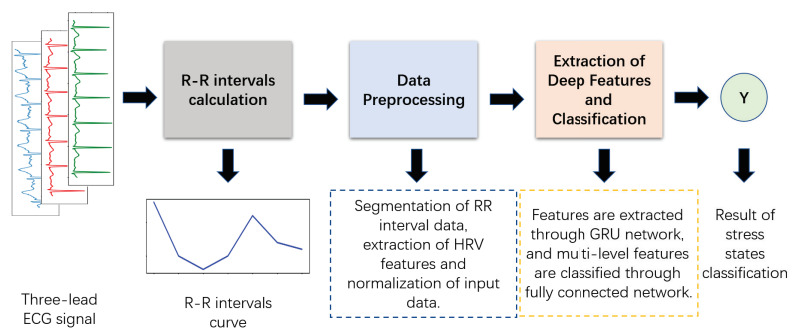 R-R intervals
calculation
Data
Preprocessing
Extraction of
Deep Features
and
Classification
Y
Three-lead
ECG signal
R-R intervals
curve
Segmentation of RR
interval data,
extraction of HRV
features and
normalization of input
data.
Features are extracted
through GRU network,
and multi-level features
are classified through
fully connected network.
Result of
stress
states
classification